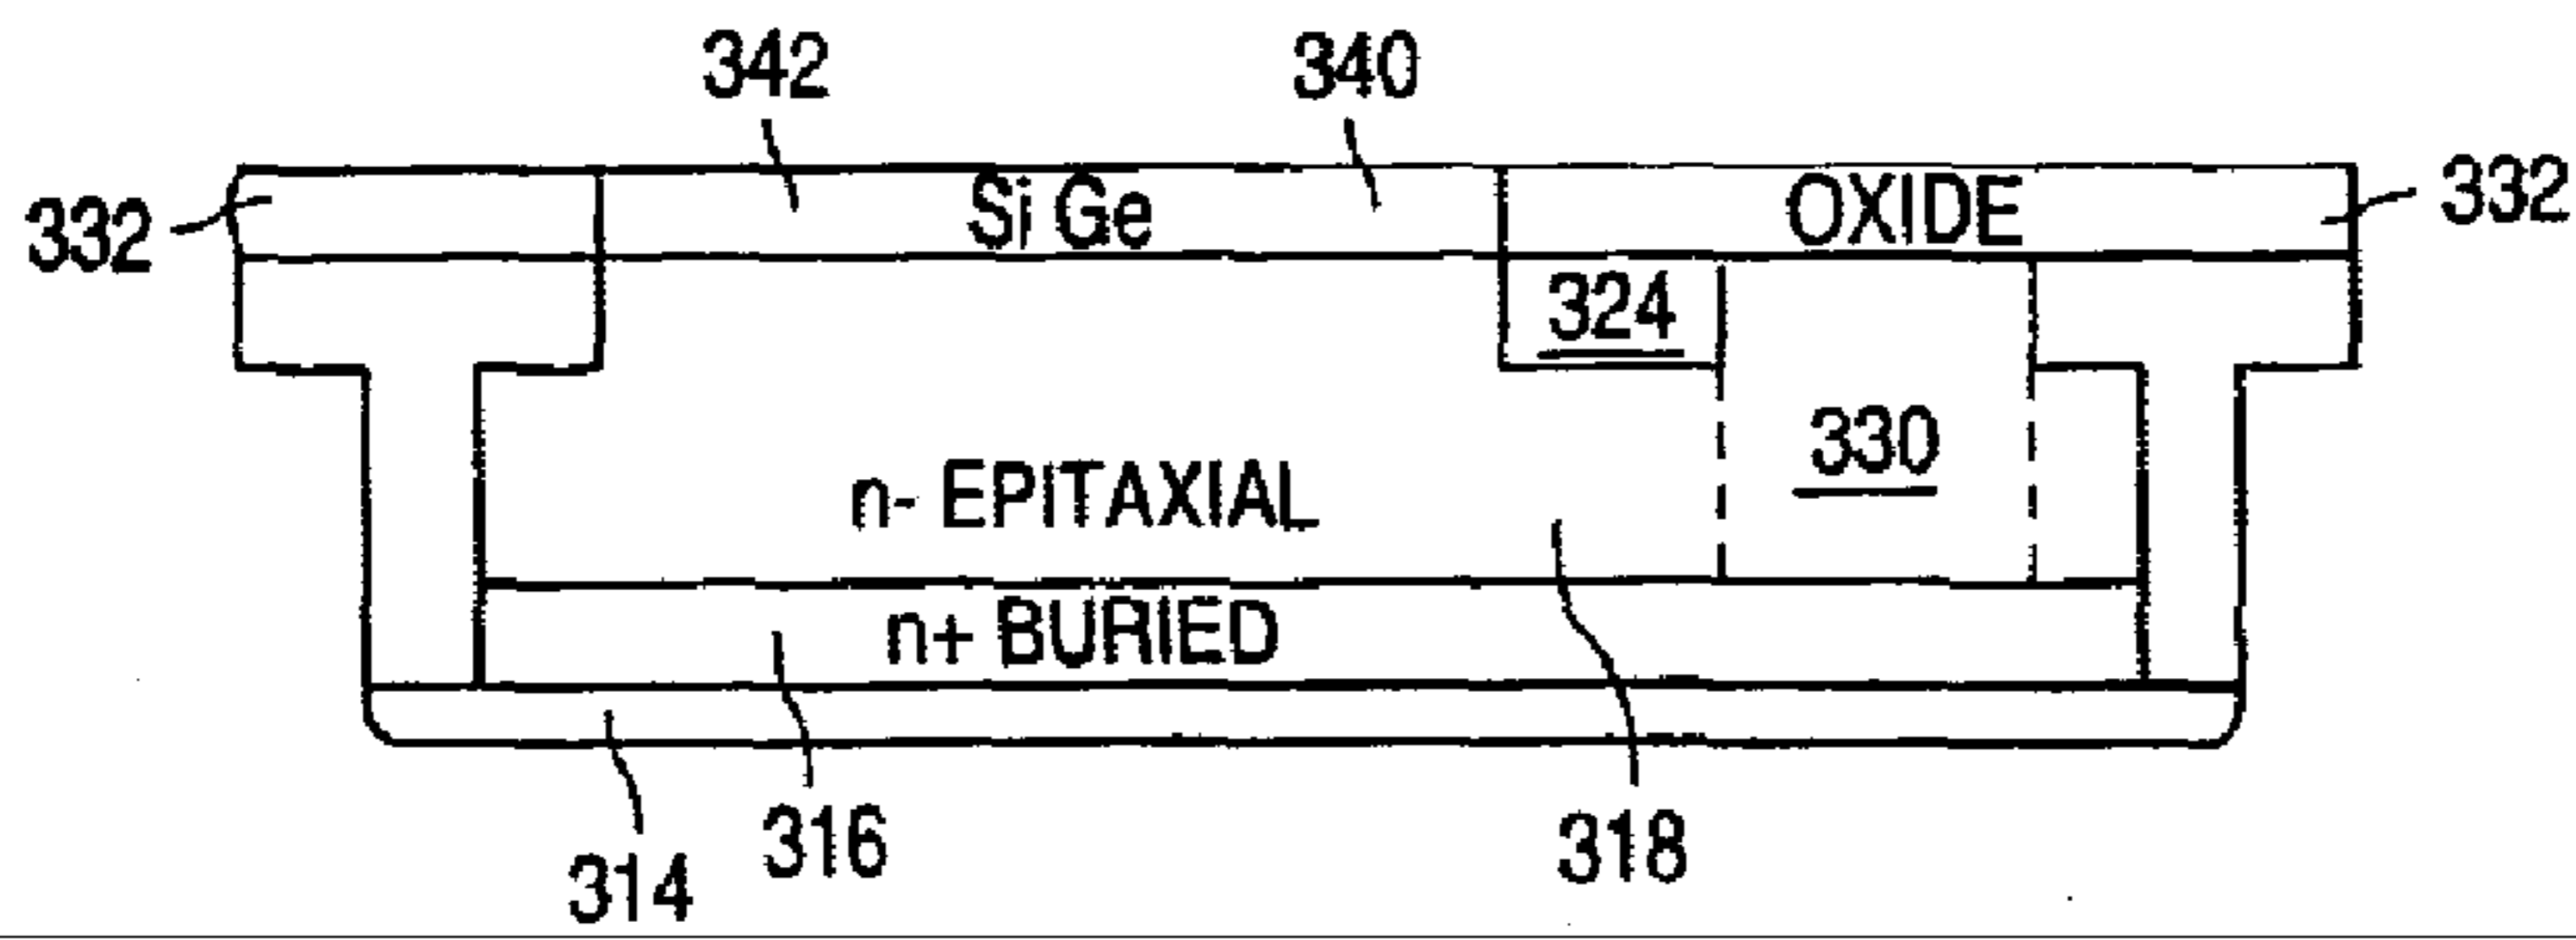 342 340
332 Si Ge OXIDE 332
324
330
n- EPITAXIAL
n+ BURIED
316 318
314